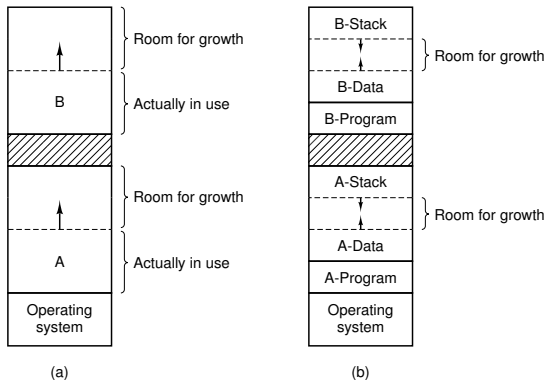 Room for growth
B
Actually in use
Room for growth
A
Actually in use
Operating
system
(a)
B-Stack
Room for growth
B-Data
B-Program
A-Stack
Room for growth
A-Data
A-Program
Operating
system
(b)